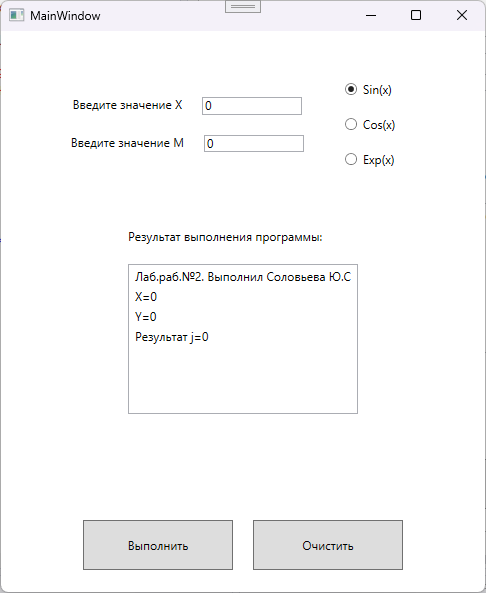 MainWindow
Введите значение X 0
Введите значение M 0
Sin(x)
Cos(x)
Exp(x)
Результат выполнения программы:
Лаб.раб.№2. Выполнил Соловьева Ю.С
X=0
Y=0
Результат j=0
Выполнить
Очистить